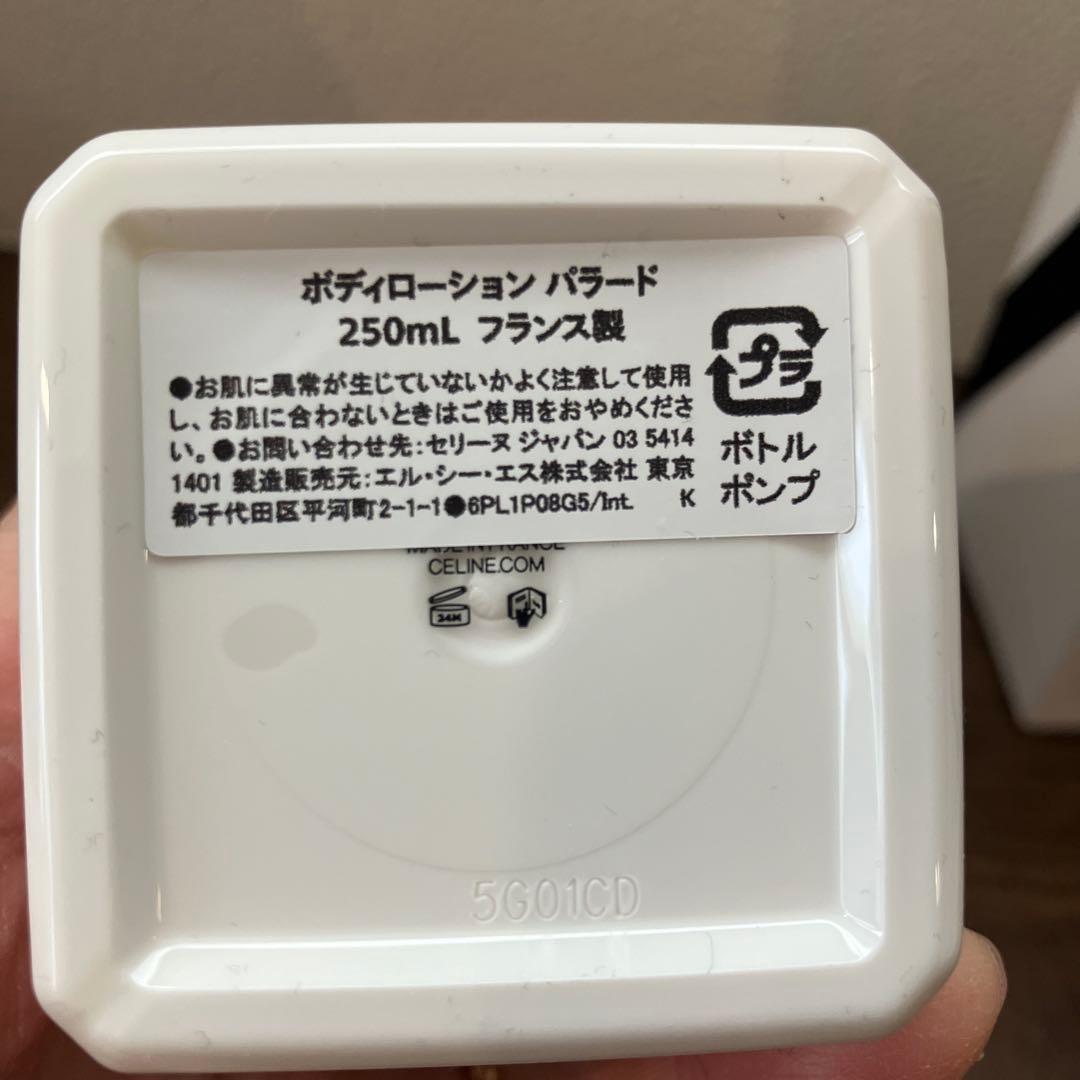 ボディローション パラード
250mL フランス製
●お肌に異常が生じていないかよく注意して使用
し、お肌に合わないときはご使用をおやめくださ
い。●お問い合わせ先:セリーヌ ジャパン 03 5414
1401 製造販売元:エル・シー・エス株式会社 東京
都千代田区平河町2-1-1●6PL1P08G5/Int. K
プラ
ボトル
ポンプ
MADE IN FRANCE
CELINE.COM
24M
5G01CD